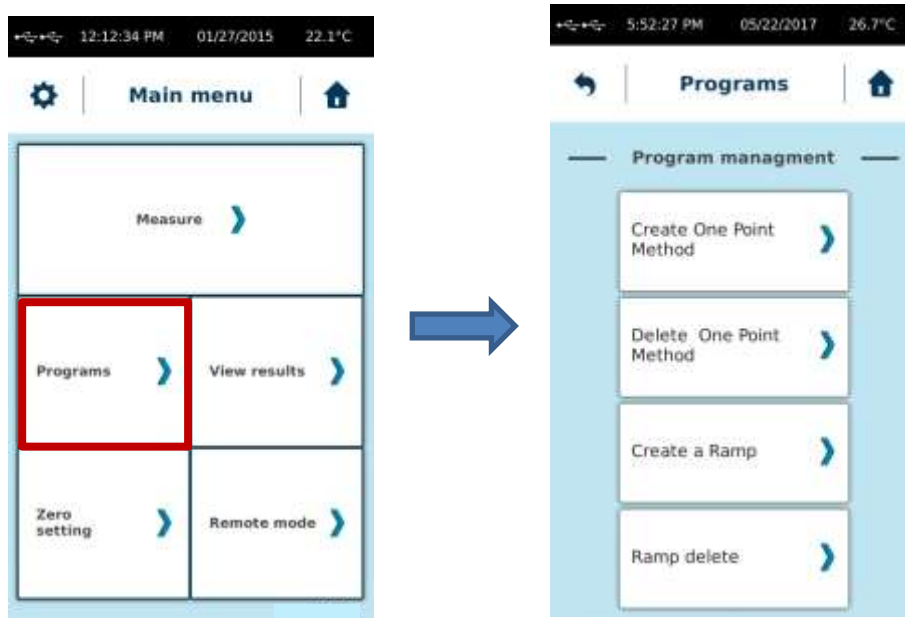 12:12:34 PM 01/27/2015 22.1°C
Main menu
Measure
Programs
View results
Zero
setting
Remote mode
5:52:27 PM 05/22/2017 26.7°C
Programs
Program managment
Create One Point
Method
Delete One Point
Method
Create a Ramp
Ramp delete